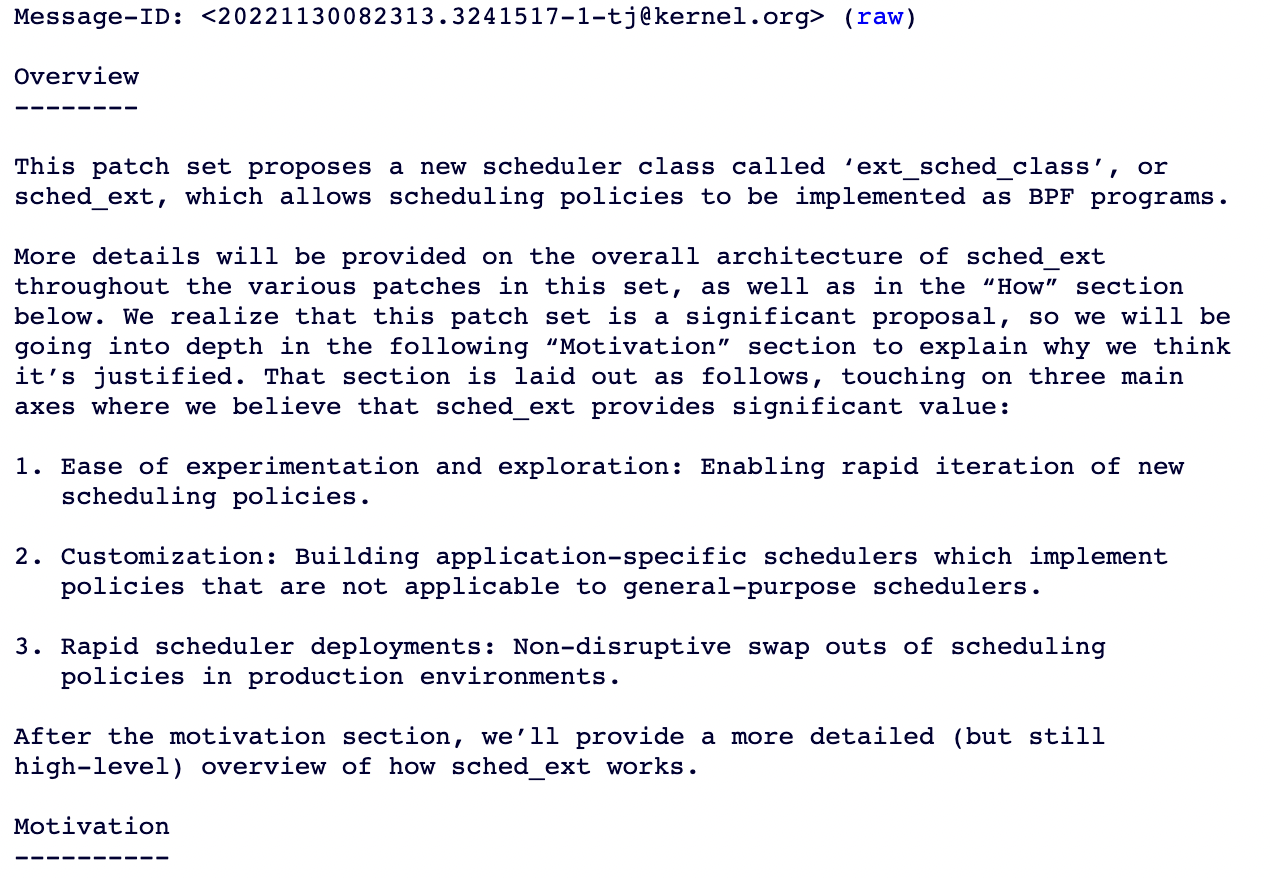 Message-ID: <20221130082313.3241517-1-tj@kernel.org> (raw)
Overview
--------
This patch set proposes a new scheduler class called ‘ext_sched_class’, or
sched_ext, which allows scheduling policies to be implemented as BPF programs.
More details will be provided on the overall architecture of sched_ext
throughout the various patches in this set, as well as in the “How” section
below. We realize that this patch set is a significant proposal, so we will be
going into depth in the following “Motivation” section to explain why we think
it’s justified. That section is laid out as follows, touching on three main
axes where we believe that sched_ext provides significant value:
1. Ease of experimentation and exploration: Enabling rapid iteration of new
   scheduling policies.
2. Customization: Building application-specific schedulers which implement
   policies that are not applicable to general-purpose schedulers.
3. Rapid scheduler deployments: Non-disruptive swap outs of scheduling
   policies in production environments.
After the motivation section, we’ll provide a more detailed (but still
high-level) overview of how sched_ext works.
Motivation
----------